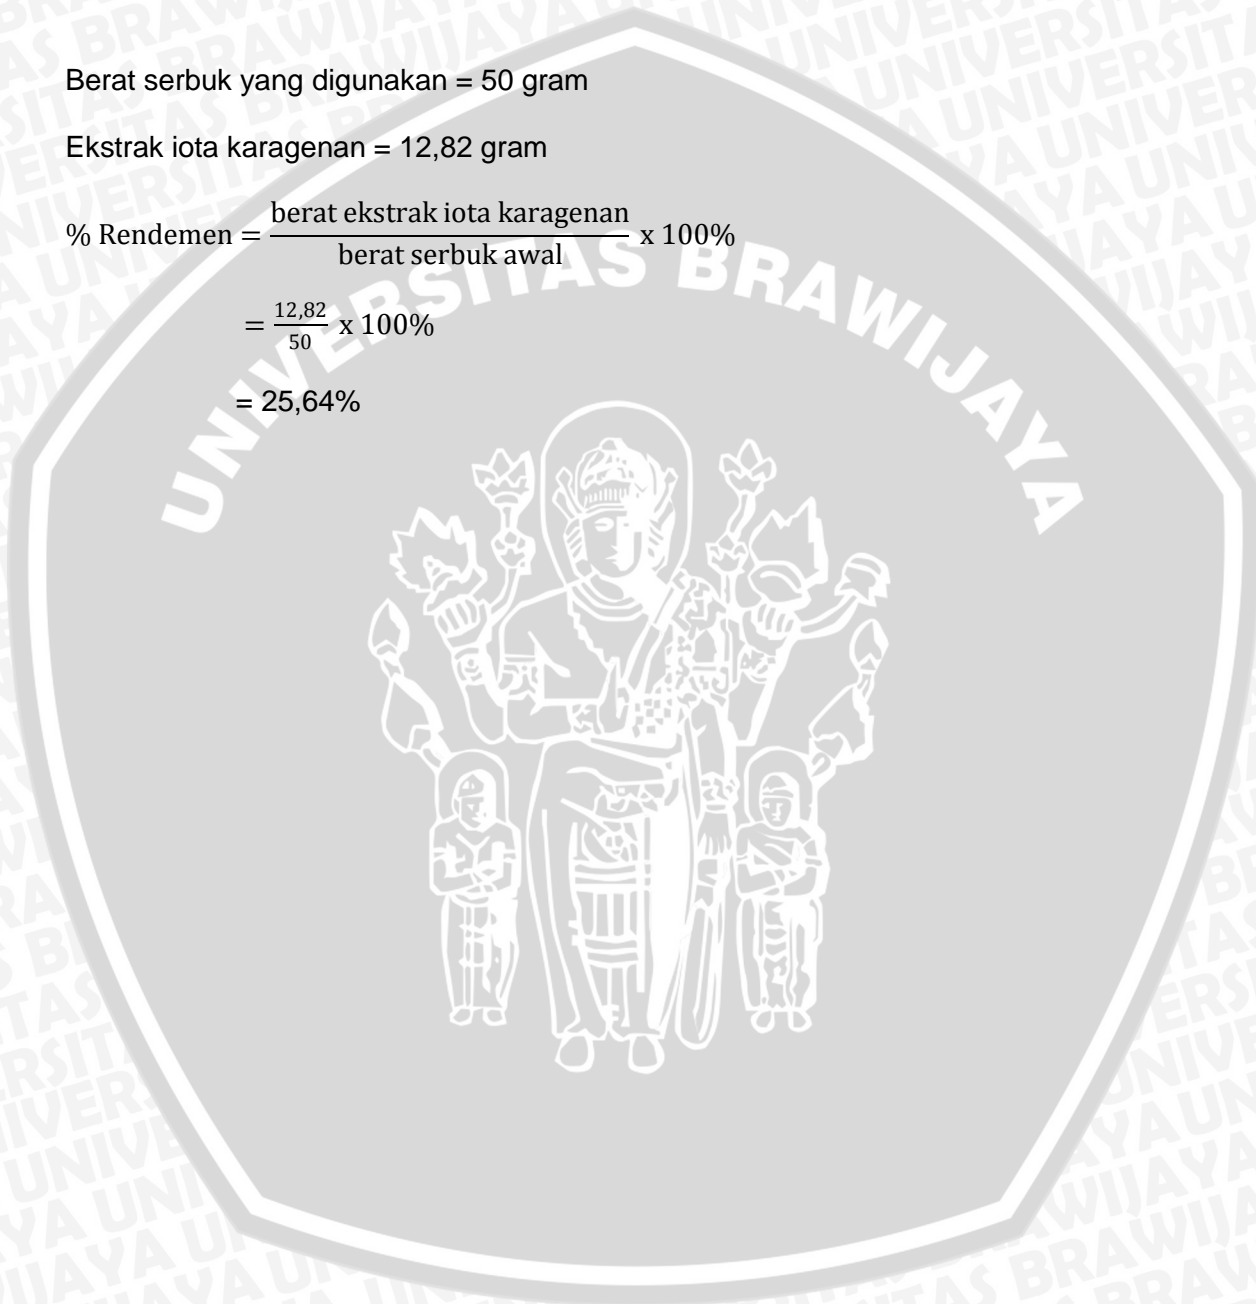 Berat serbuk yang digunakan = 50 gram
Ekstrak iota karagenan = 12,82 gram
% Rendemen = berat ekstrak iota karagenan / berat serbuk awal x 100%
= 12,82 / 50 x 100%
= 25,64%
UNIVERSITAS BRAWIJAYA